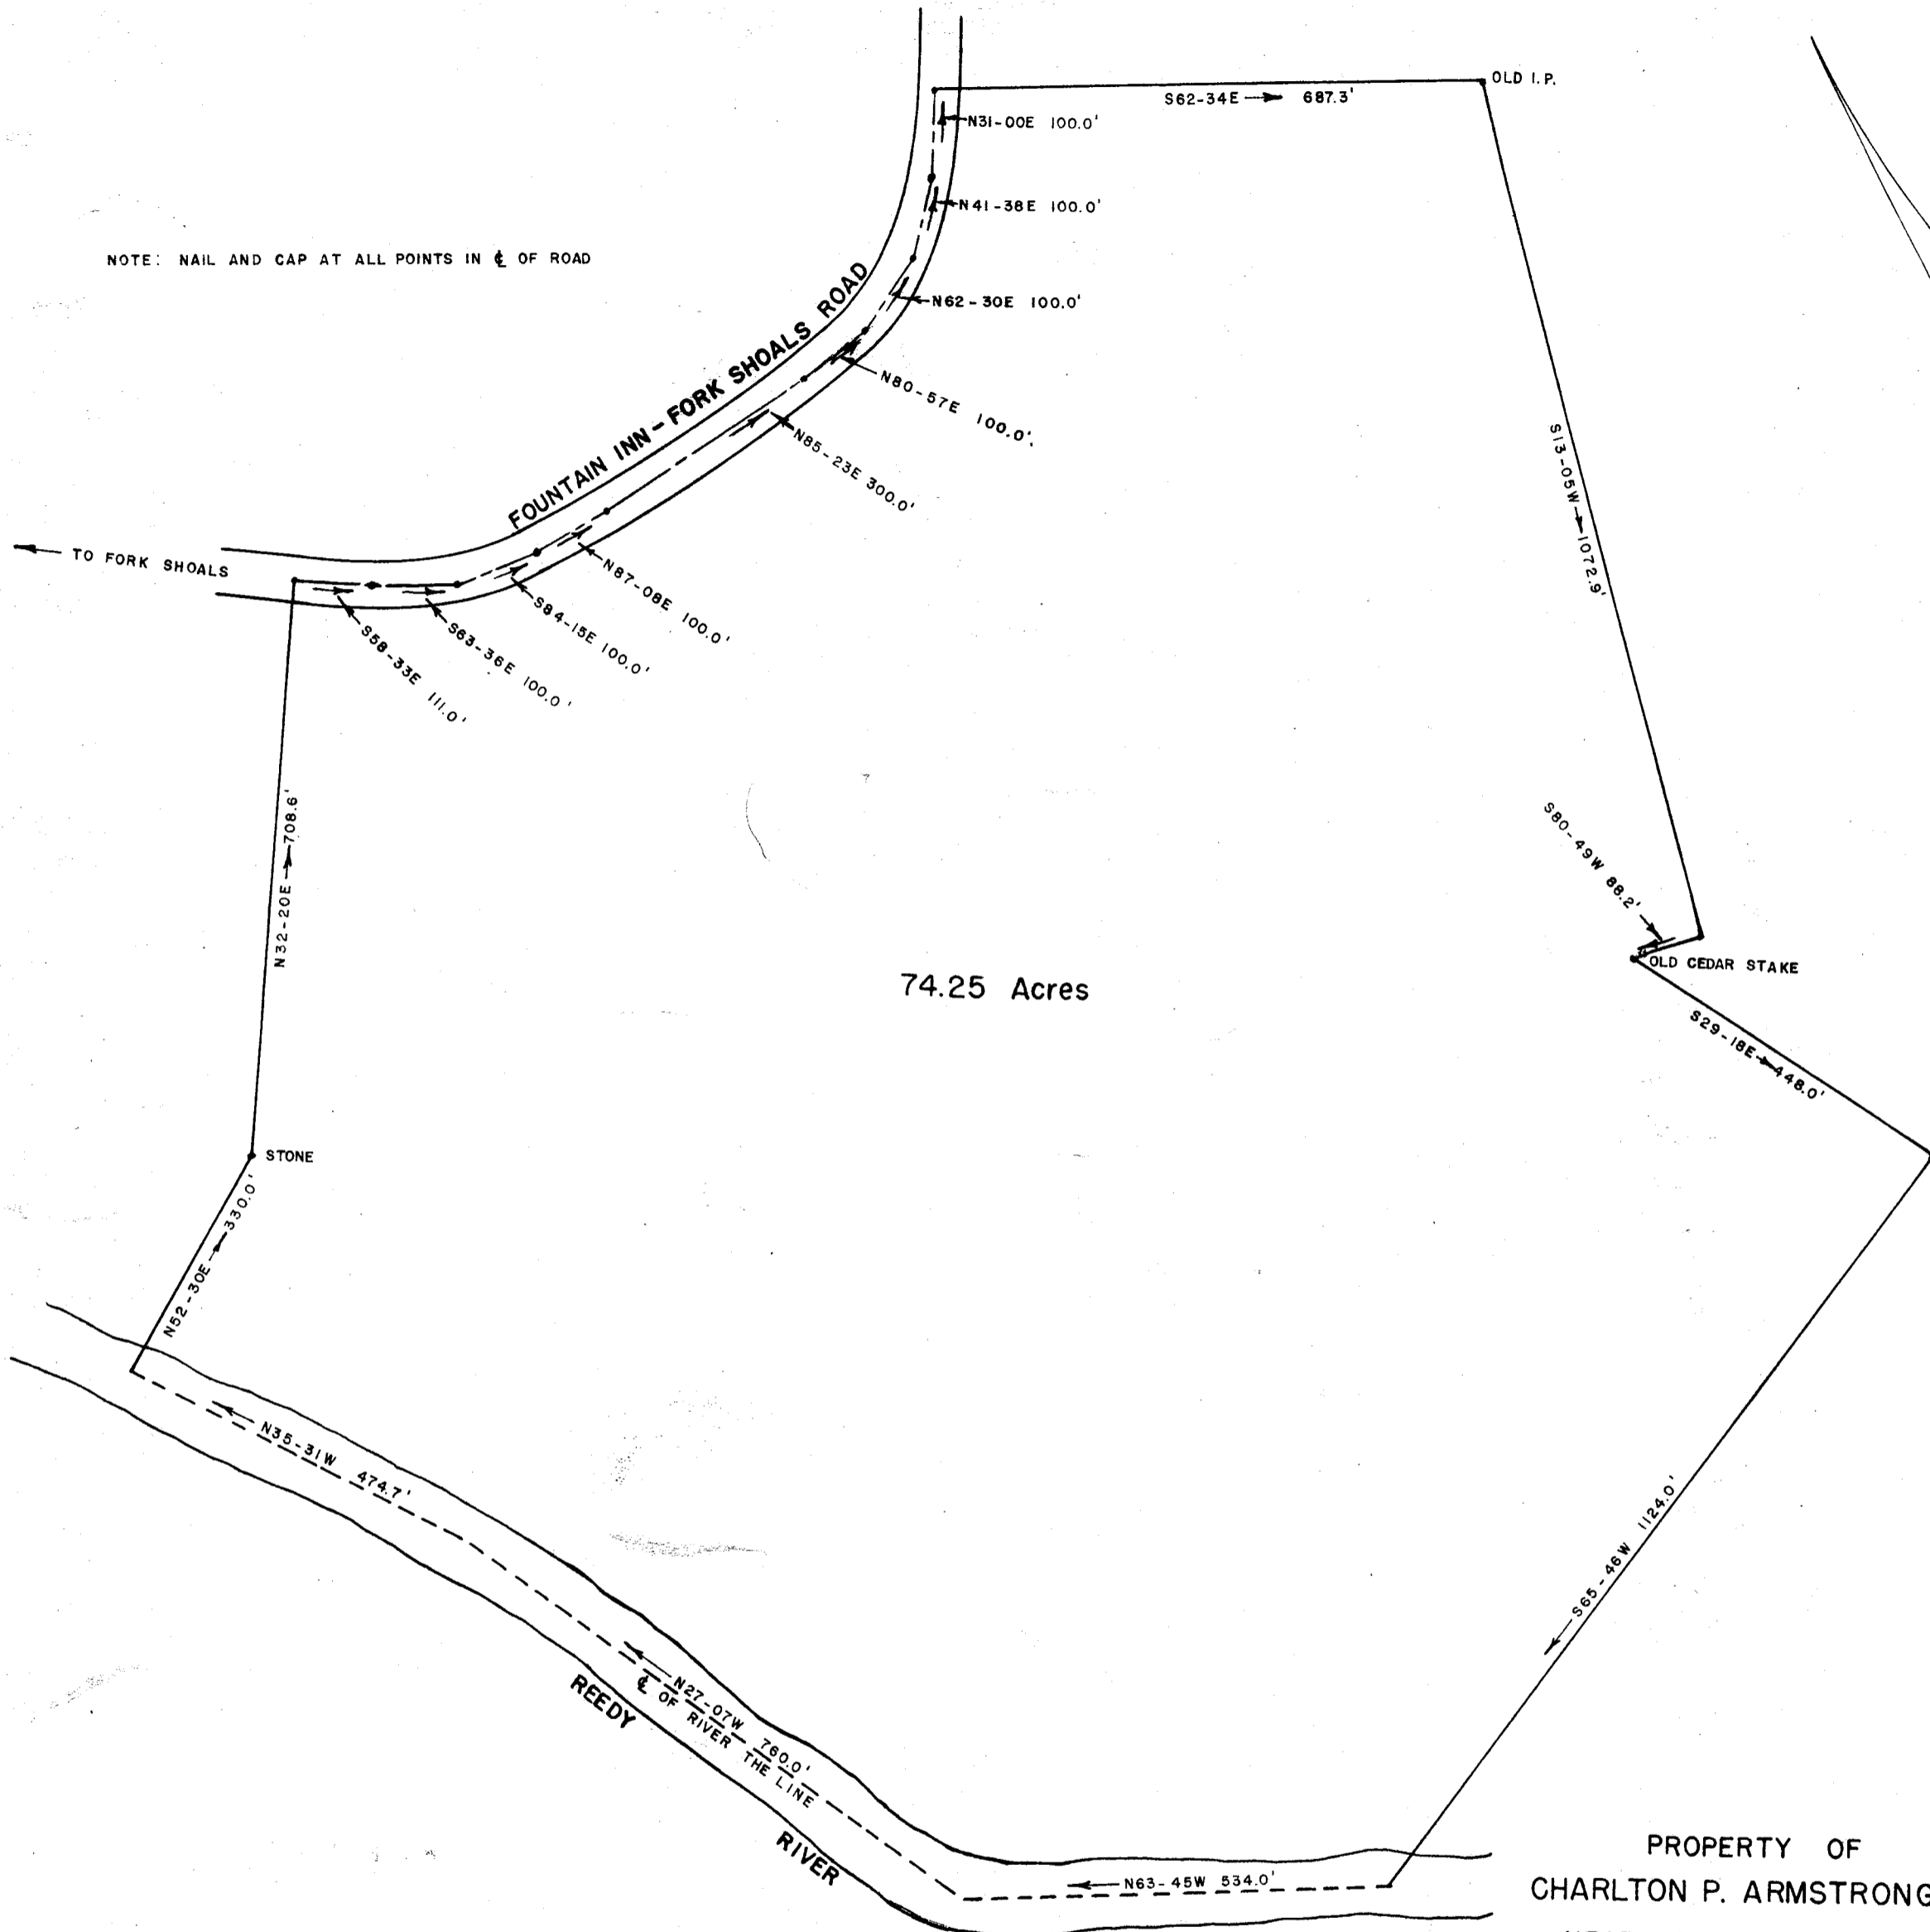 OLD I.P.
S62-34E 687.3'
N31-00E 100.0'
N41-38E 100.0'
NOTE: NAIL AND CAP AT ALL POINTS IN ℄ OF ROAD
N62-30E 100.0'
FOUNTAIN INN - FORK SHOALS ROAD
N80-57E 100.0'
N85-23E 300.0'
S13-05W 1072.9'
TO FORK SHOALS
N87-08E 100.0'
S84-15E 100.0'
S63-36E 100.0'
S58-33E 111.0'
N32-20E 708.6'
S80-49W 88.2'
OLD CEDAR STAKE
74.25 Acres
S29-18E 448.0'
STONE
N52-30E 330.0'
N35-31W 474.7'
S65-46W 1124.0'
N27-07W 760.0'
℄ OF RIVER THE LINE
REEDY RIVER
N63-45W 534.0'
PROPERTY OF
CHARLTON P. ARMSTRONG